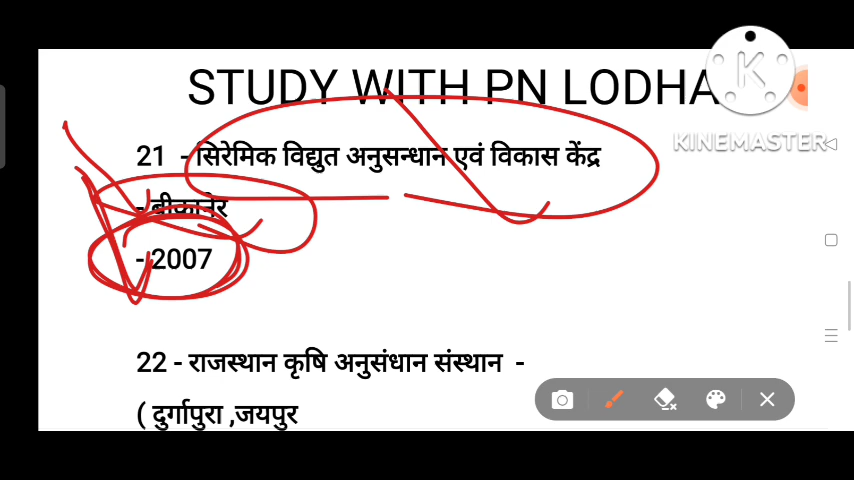 STUDY WITH PN LODHA
KINEMASTER
21 - सिरेमिक विद्युत अनुसन्धान एवं विकास केंद्र
- बीकानेर
- 2007
22 - राजस्थान कृषि अनुसंधान संस्थान -
( दुर्गापुरा ,जयपुर